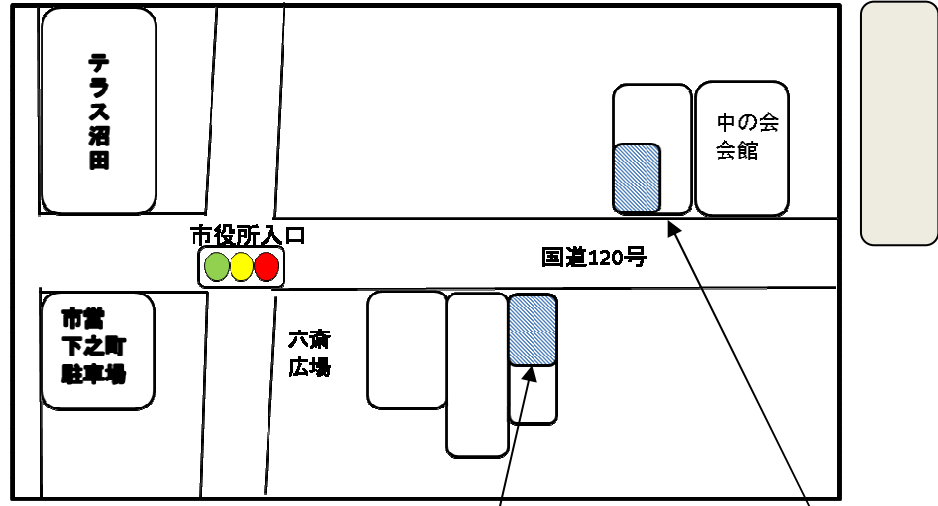 テラス沼田
中の会
会館
市役所入口
国道120号
市営
下之町
駐車場
六斎
広場